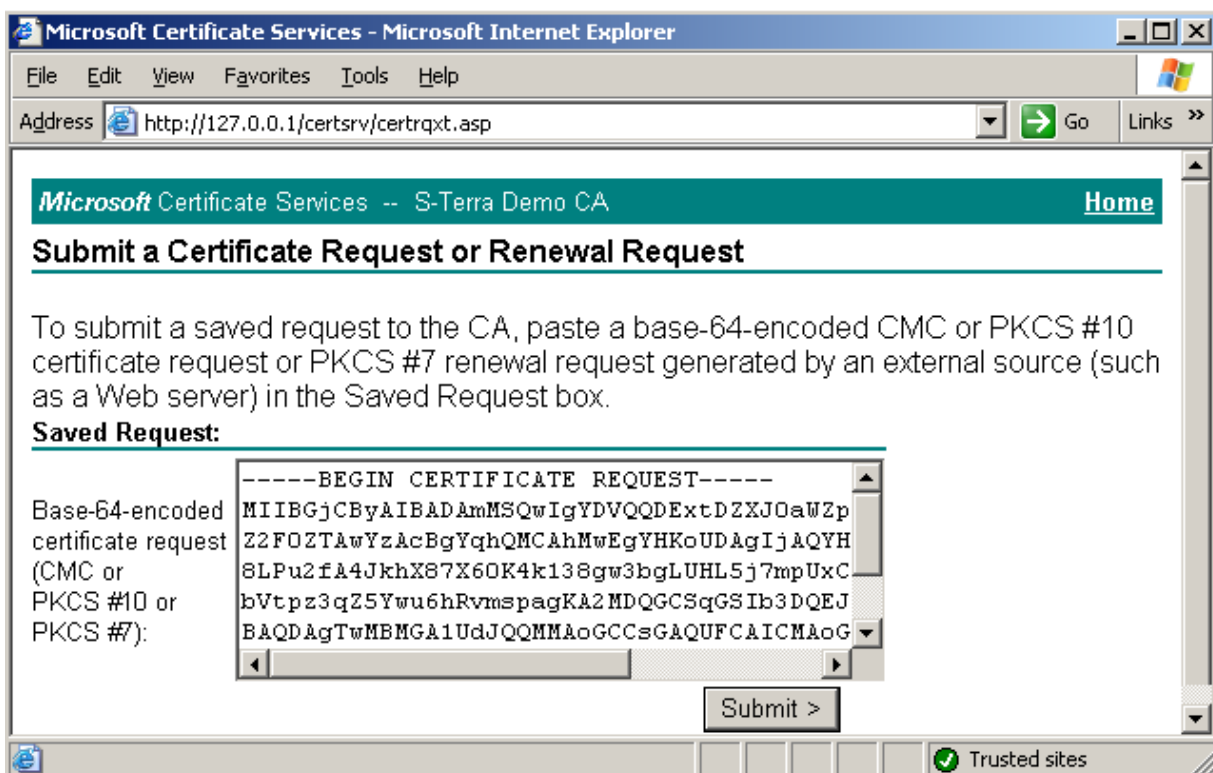 Microsoft Certificate Services - Microsoft Internet Explorer
File Edit View Favorites Tools Help
Address http://127.0.0.1/certsrv/certrqxt.asp Go Links »
Microsoft Certificate Services -- S-Terra Demo CA Home
Submit a Certificate Request or Renewal Request
To submit a saved request to the CA, paste a base-64-encoded CMC or PKCS #10
certificate request or PKCS #7 renewal request generated by an external source (such
as a Web server) in the Saved Request box.
Saved Request:
Base-64-encoded
certificate request
(CMC or
PKCS #10 or
PKCS #7):
-----BEGIN CERTIFICATE REQUEST-----
MIIBGjCByAIBADAmMSQwIgYDVQQDExtDZXJ0aWZp
Z2F0ZTAwYzAcBgYqhQMCAhMwEgYHKoUDAgIjAQYH
8LPu2fA4JkhX87X6OK4k138gw3bgLUHL5j7mpUxC
bVtpz3qZ5Ywu6hRvmspagKA2MDQGCSqGSIb3DQEJ
BAQDAgTwMBMGA1UdJQQMMAoGCCsGAQUFCAICMAoG
Submit >
Trusted sites